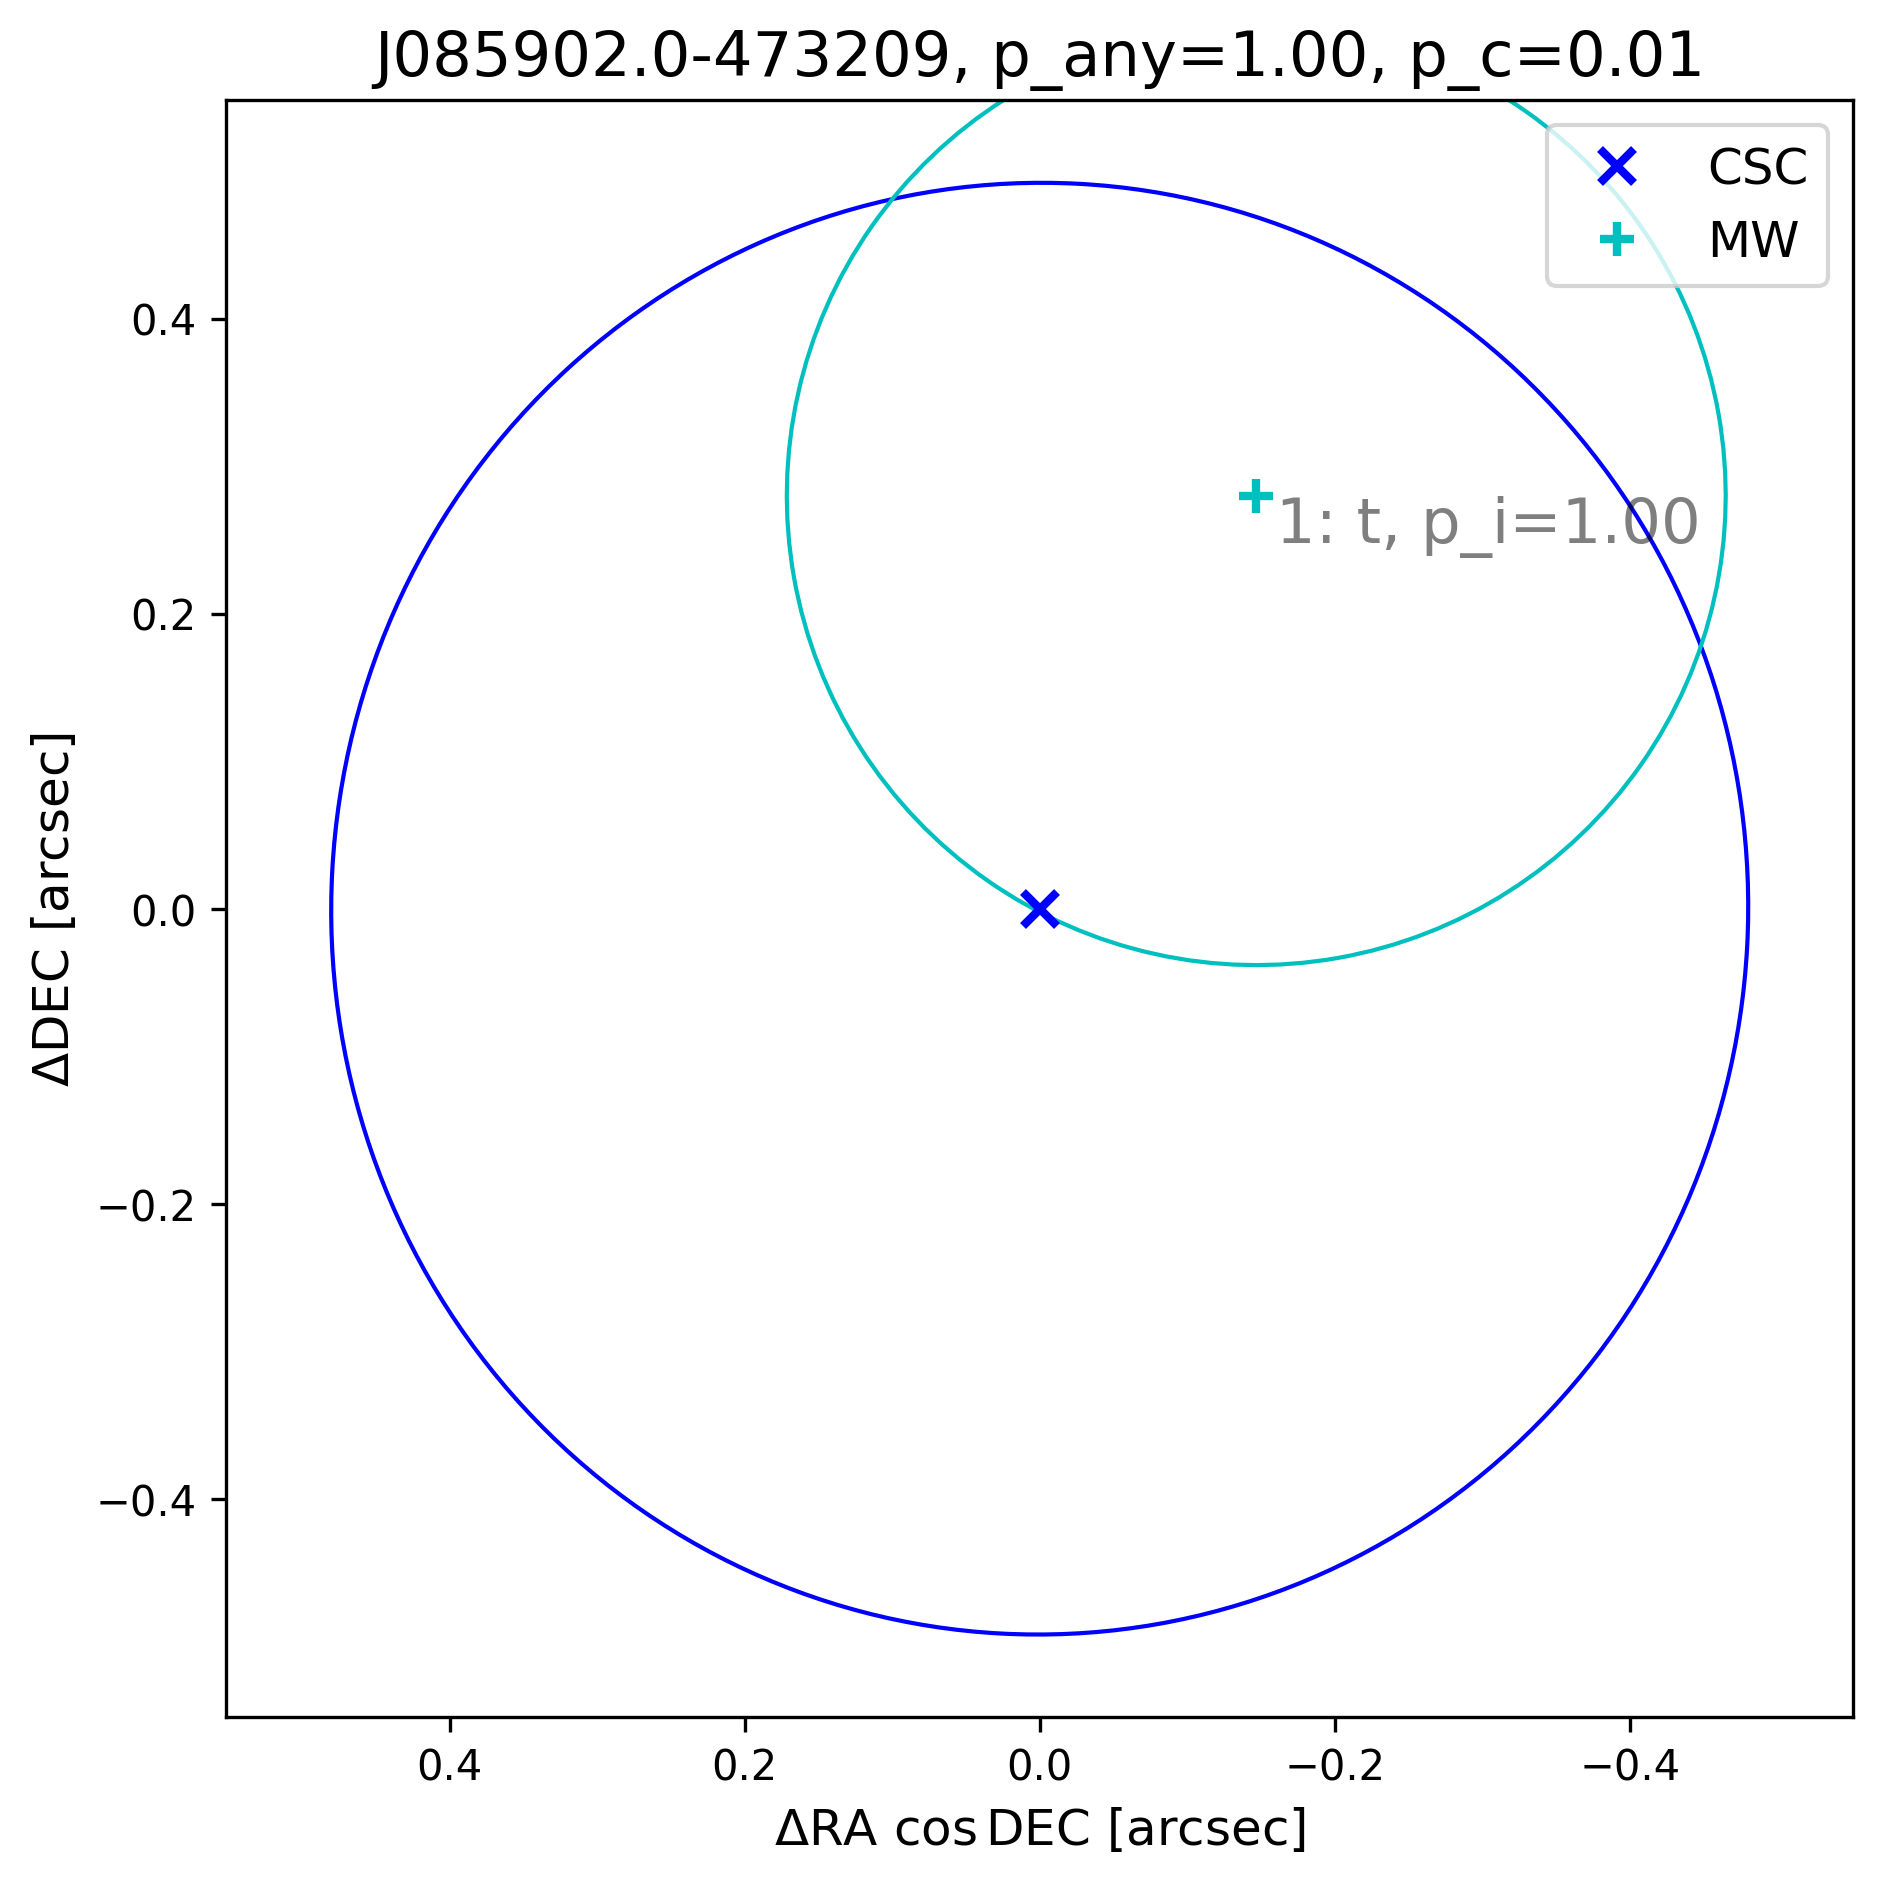 J085902.0-473209, p_any=1.00, p_c=0.01
CSC
MW
1: t, p_i=1.00
0.4
0.2
0.0
−0.2
−0.4
ΔDEC [arcsec]
0.4 0.2 0.0 −0.2 −0.4
ΔRA cos DEC [arcsec]